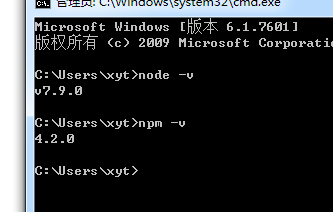 管理员: C:\Windows\system32\cmd.exe
Microsoft Windows [版本 6.1.7601]
版权所有 (c) 2009 Microsoft Corporatio
C:\Users\xyt>node -v
v7.9.0
C:\Users\xyt>npm -v
4.2.0
C:\Users\xyt>